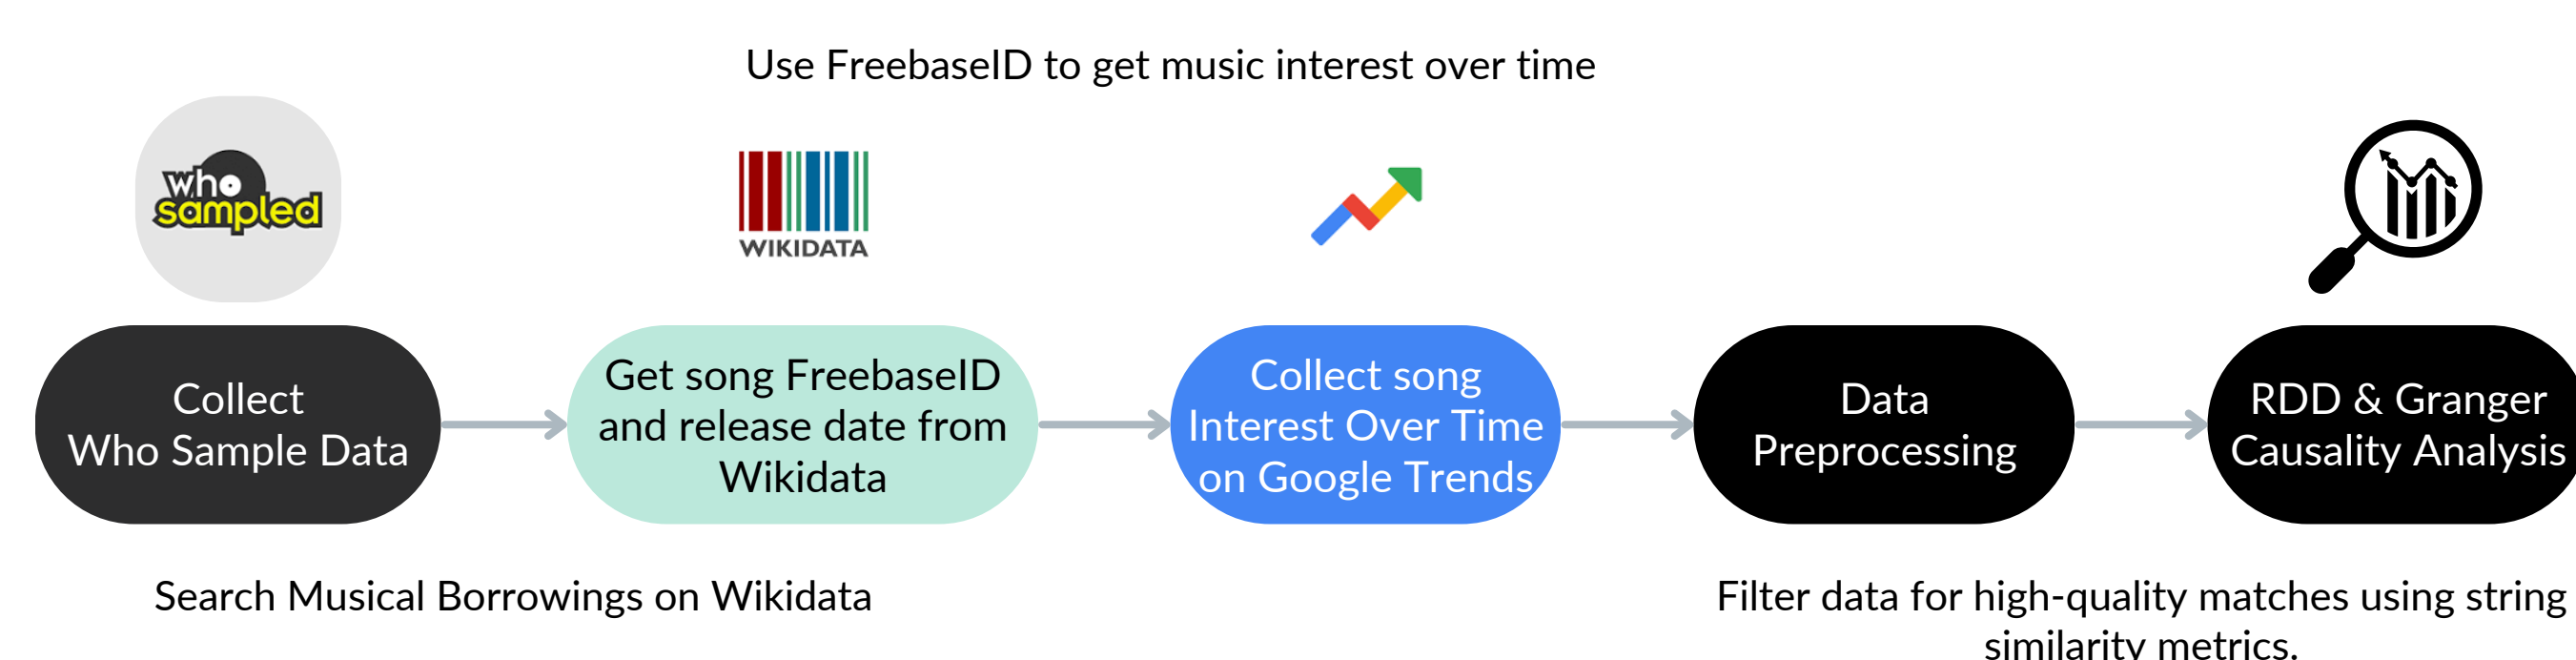 Use FreebaseID to get music interest over time
who
sampled
WIKIDATA
Collect
Who Sample Data
Get song FreebaseID
and release date from
Wikidata
Collect song
Interest Over Time
on Google Trends
Data
Preprocessing
RDD & Granger
Causality Analysis
Search Musical Borrowings on Wikidata
Filter data for high-quality matches using string
similarity metrics.